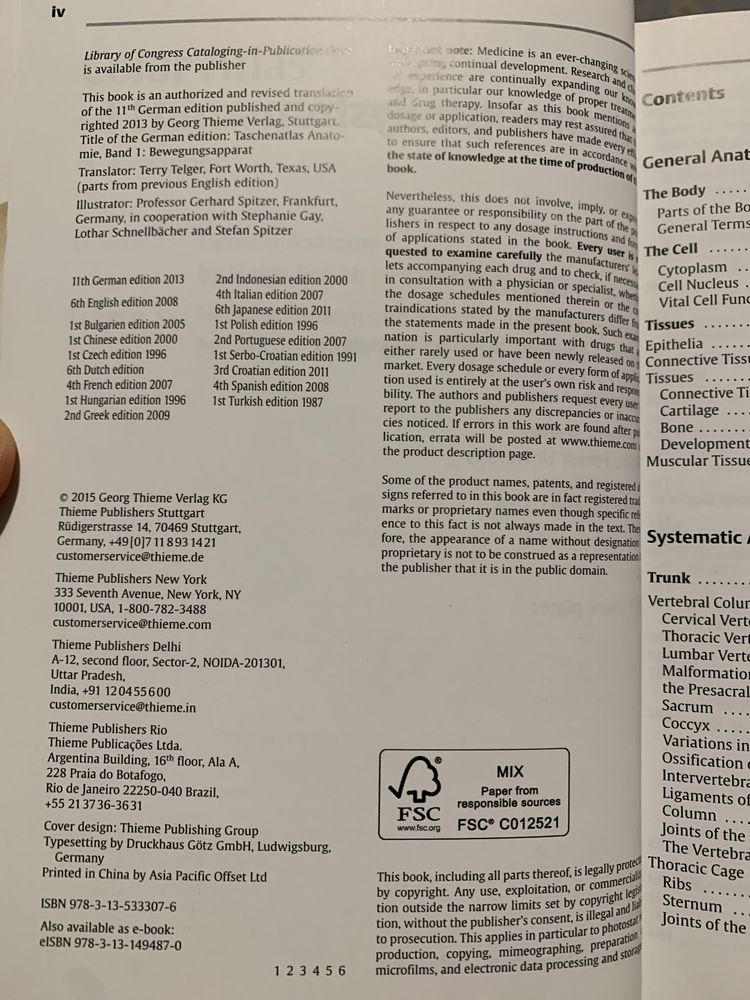 iv
Library of Congress Cataloging-in-Publication
is available from the publisher
This book is an authorized and revised translation
of the 11th German edition published and copy-
righted 2013 by Georg Thieme Verlag, Stuttgart.
Title of the German edition: Taschenatlas Anato-
mie, Band 1: Bewegungsapparat
Translator: Terry Telger, Fort Worth, Texas, USA
(parts from previous English edition)
Illustrator: Professor Gerhard Spitzer, Frankfurt,
Germany, in cooperation with Stephanie Gay,
Lothar Schnellbächer and Stefan Spitzer
11th German edition 2013
6th English edition 2008
1st Bulgarien edition 2005
1st Chinese edition 2000
1st Czech edition 1996
6th Dutch edition
4th French edition 2007
1st Hungarian edition 1996
2nd Greek edition 2009
2nd Indonesian edition 2000
4th Italian edition 2007
6th Japanese edition 2011
1st Polish edition 1996
2nd Portuguese edition 2007
1st Serbo-Croatian edition 1991
3rd Croatian edition 2011
4th Spanish edition 2008
1st Turkish edition 1987
© 2015 Georg Thieme Verlag KG
Thieme Publishers Stuttgart
Rüdigerstrasse 14, 70469 Stuttgart,
Germany, +49[0]7 11 8 93 14 21
customerservice@thieme.de
Thieme Publishers New York
333 Seventh Avenue, New York, NY
10001, USA, 1-800-782-3488
customerservice@thieme.com
Thieme Publishers Delhi
A-12, second floor, Sector-2, NOIDA-201301,
Uttar Pradesh,
India, +91 12 0 45 5 6 00
customerservice@thieme.in
Thieme Publishers Rio
Thieme Publicações Ltda.
Argentina Building, 16th floor, Ala A,
228 Praia do Botafogo,
Rio de Janeiro 22250-040 Brazil,
+55 21 37 36-36 31
Cover design: Thieme Publishing Group
Typesetting by Druckhaus Götz GmbH, Ludwigsburg,
Germany
Printed in China by Asia Pacific Offset Ltd
ISBN 978-3-13-533307-6
Also available as e-book:
eISBN 978-3-13-149487-0
1 2 3 4 5 6
Important note: Medicine is an ever-changing
continual development. Research and
experience are continually expanding our
in particular our knowledge of proper
and drug therapy. Insofar as this book mentions
dosage or application, readers may rest assured that
authors, editors, and publishers have made every
to ensure that such references are in accordance
the state of knowledge at the time of production of
book.
Nevertheless, this does not involve, imply, or
any guarantee or responsibility on the part of the
lishers in respect to any dosage instructions and
of applications stated in the book. Every user is
quested to examine carefully the manufacturers'
lets accompanying each drug and to check, if
in consultation with a physician or specialist,
the dosage schedules mentioned therein or the
traindications stated by the manufacturers differ
the statements made in the present book. Such
nation is particularly important with drugs that
either rarely used or have been newly released on
market. Every dosage schedule or every form of
tion used is entirely at the user's own risk and
bility. The authors and publishers request every user
report to the publishers any discrepancies or
cies noticed. If errors in this work are found after
lication, errata will be posted at www.thieme.com
the product description page.
Some of the product names, patents, and registered
signs referred to in this book are in fact registered
marks or proprietary names even though specific
ence to this fact is not always made in the text.
fore, the appearance of a name without designation
proprietary is not to be construed as a representation
the publisher that it is in the public domain.
FSC
www.fsc.org
MIX
Paper from
responsible sources
FSC® C012521
This book, including all parts thereof, is legally
by copyright. Any use, exploitation, or
tion outside the narrow limits set by copyright
tion, without the publisher's consent, is illegal and
to prosecution. This applies in particular to
production, copying, mimeographing, preparation
microfilms, and electronic data processing and
Contents
General
The Body .....
Parts of the
General Terms
The Cell ......
Cytoplasm ..
Cell Nucleus .
Vital Cell
Tissues .......
Epithelia .....
Connective
Tissues ......
Connective
Cartilage ....
Bone ........
Development
Muscular
Systematic
Trunk .......
Vertebral
Cervical
Thoracic
Lumbar
the
Sacrum ....
Coccyx .....
Variations in
Ossification
Ligaments of
Column ....
Joints of the
The
Thoracic Cage
Ribs .......
Sternum ...
Joints of the